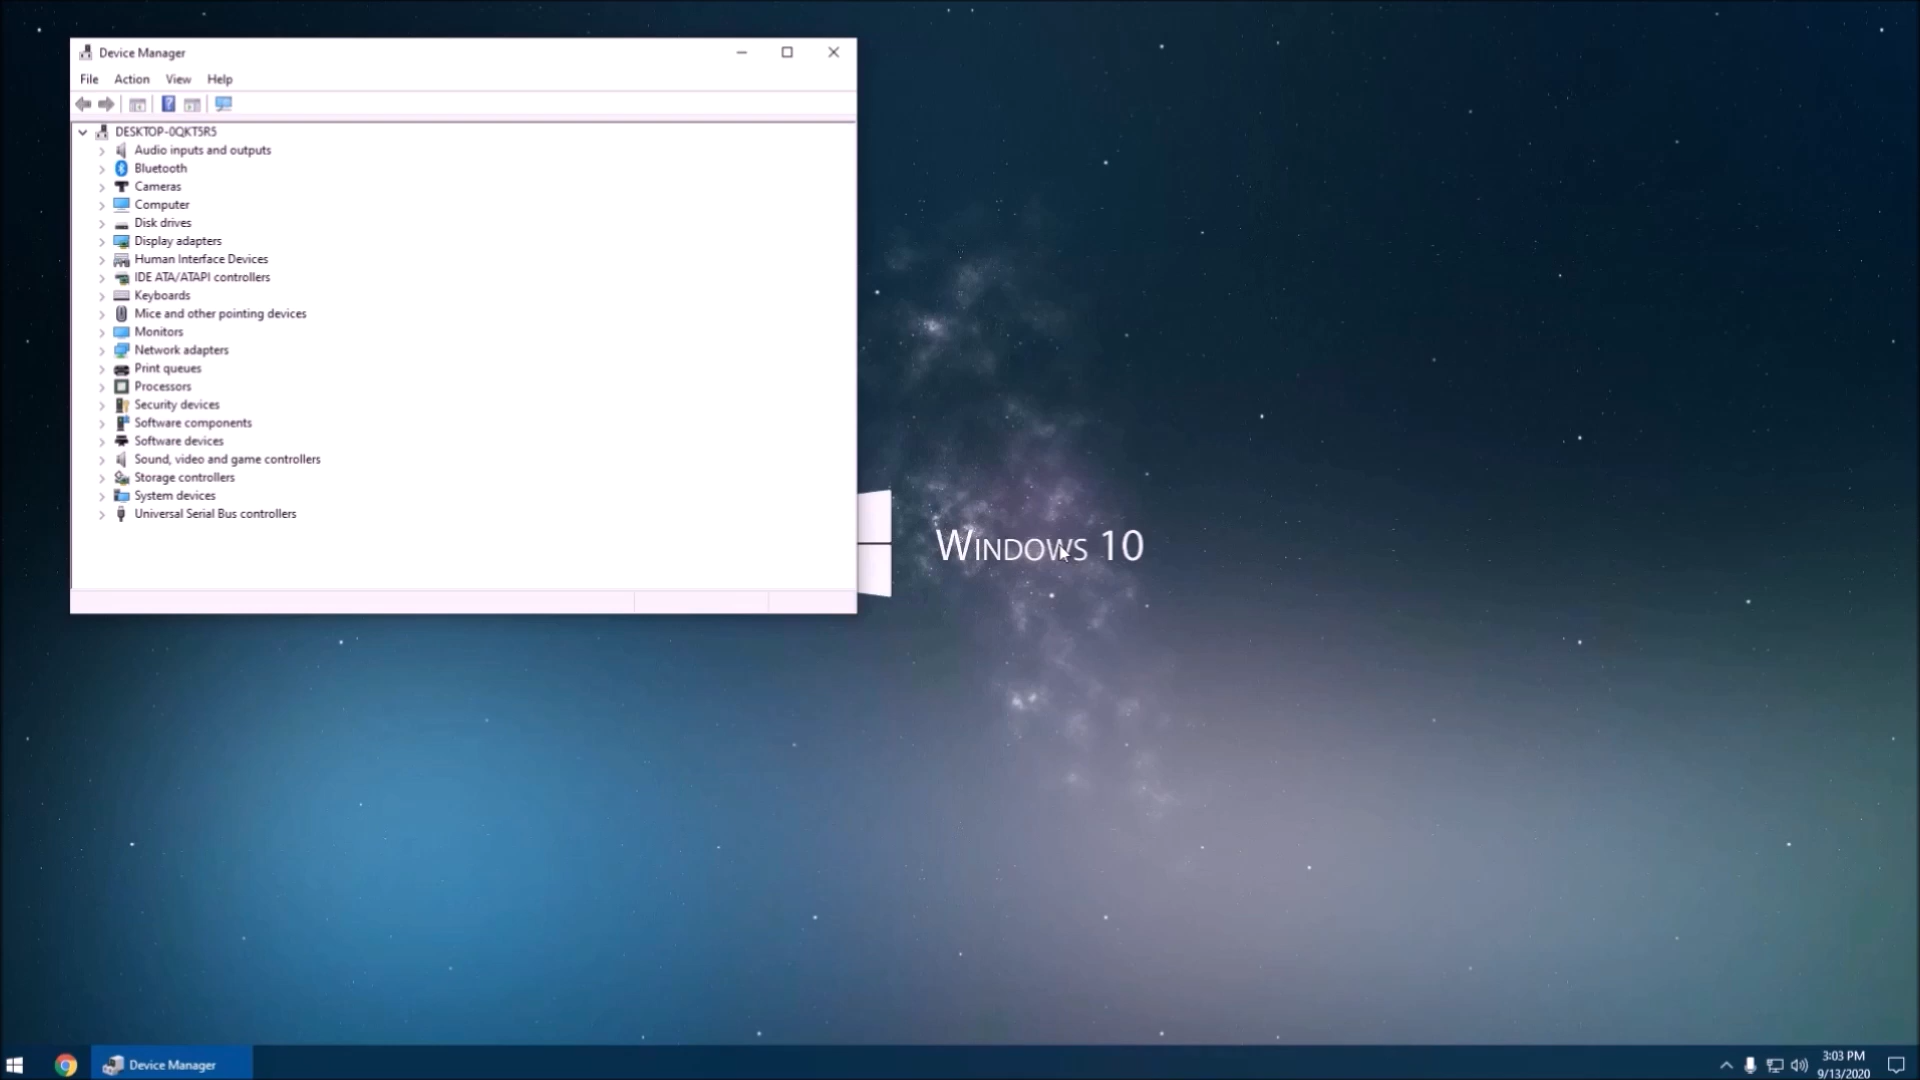 Device Manager
File Action View Help
DESKTOP-0QKT5R5
Audio inputs and outputs
Bluetooth
Cameras
Computer
Disk drives
Display adapters
Human Interface Devices
IDE ATA/ATAPI controllers
Keyboards
Mice and other pointing devices
Monitors
Network adapters
Print queues
Processors
Security devices
Software components
Software devices
Sound, video and game controllers
Storage controllers
System devices
Universal Serial Bus controllers
WINDOWS 10
Device Manager
3:03 PM
9/13/2020